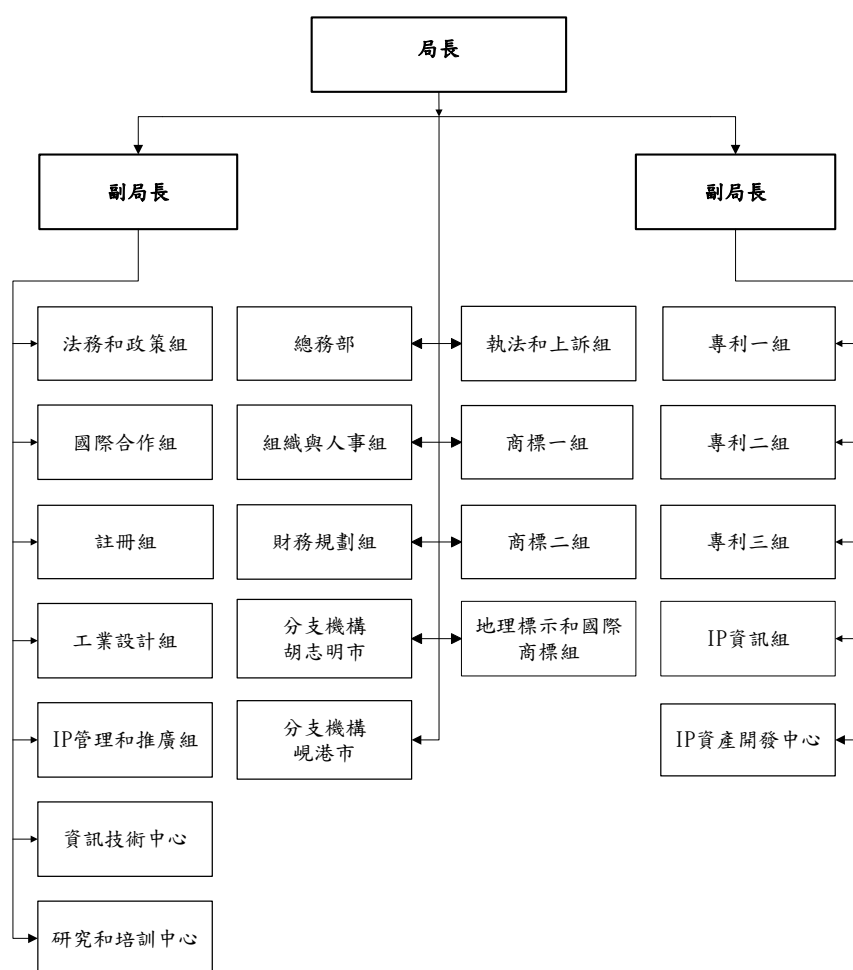 局長
副局長
副局長
法務和政策組
總務部
執法和上訴組
專利一組
國際合作組
組織與人事組
商標一組
專利二組
註冊組
財務規劃組
商標二組
專利三組
工業設計組
分支機構
胡志明市
地理標示和國際
商標組
IP資訊組
IP管理和推廣組
分支機構
峴港市
IP資產開發中心
資訊技術中心
研究和培訓中心